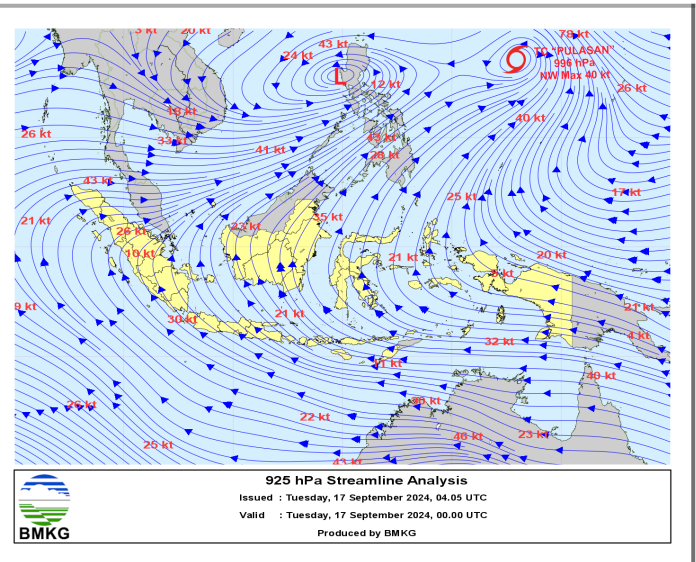 3 kt
20 kt
78 kt
24 kt
43 kt
TC "PULASAN"
996 hPa
NW Max 40 kt
L
12 kt
26 kt
18 kt
40 kt
26 kt
33 kt
41 kt
43 kt
28 kt
43 kt
25 kt
17 kt
21 kt
26 kt
35 kt
10 kt
21 kt
20 kt
5 kt
9 kt
30 kt
21 kt
21 kt
32 kt
4 kt
11 kt
40 kt
26 kt
22 kt
25 kt
46 kt
23 kt
43 kt
925 hPa Streamline Analysis
Issued : Tuesday, 17 September 2024, 04.05 UTC
Valid : Tuesday, 17 September 2024, 00.00 UTC
Produced by BMKG
BMKG